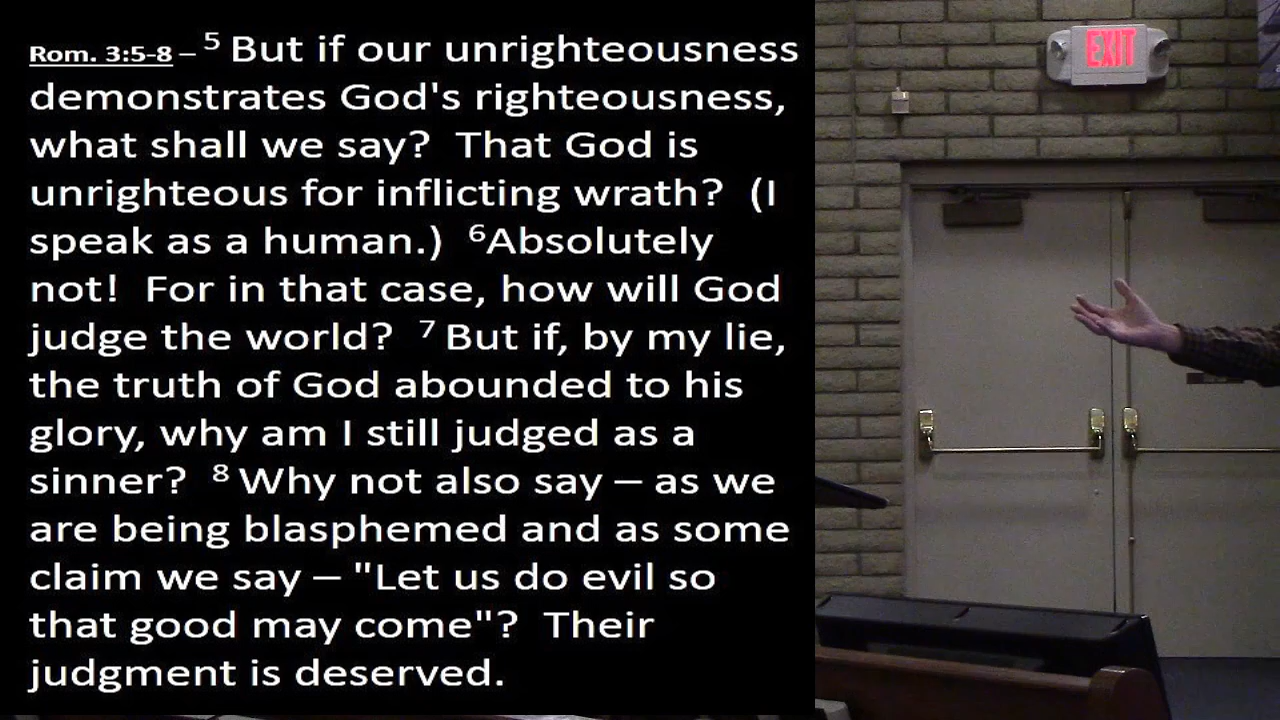 Rom. 3:5-8 – 5 But if our unrighteousness
demonstrates God's righteousness,
what shall we say?  That God is
unrighteous for inflicting wrath?  (I
speak as a human.)  6Absolutely
not!  For in that case, how will God
judge the world?  7 But if, by my lie,
the truth of God abounded to his
glory, why am I still judged as a
sinner?  8 Why not also say – as we
are being blasphemed and as some
claim we say – "Let us do evil so
that good may come"?  Their
judgment is deserved.
EXIT